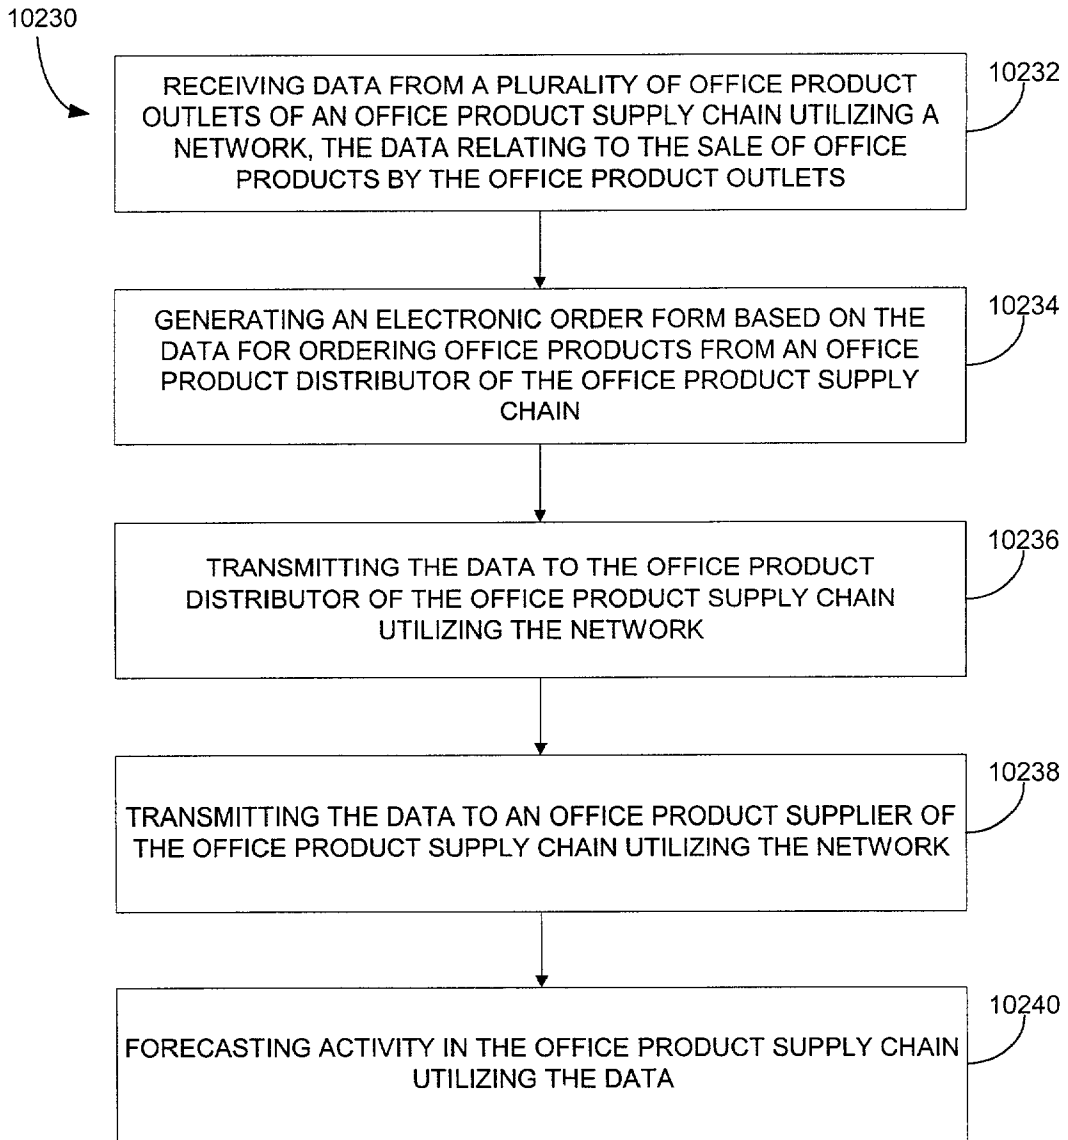 10230
RECEIVING DATA FROM A PLURALITY OF OFFICE PRODUCT
OUTLETS OF AN OFFICE PRODUCT SUPPLY CHAIN UTILIZING A
NETWORK, THE DATA RELATING TO THE SALE OF OFFICE
PRODUCTS BY THE OFFICE PRODUCT OUTLETS
10232
GENERATING AN ELECTRONIC ORDER FORM BASED ON THE
DATA FOR ORDERING OFFICE PRODUCTS FROM AN OFFICE
PRODUCT DISTRIBUTOR OF THE OFFICE PRODUCT SUPPLY
CHAIN
10234
TRANSMITTING THE DATA TO THE OFFICE PRODUCT
DISTRIBUTOR OF THE OFFICE PRODUCT SUPPLY CHAIN
UTILIZING THE NETWORK
10236
TRANSMITTING THE DATA TO AN OFFICE PRODUCT SUPPLIER OF
THE OFFICE PRODUCT SUPPLY CHAIN UTILIZING THE NETWORK
10238
FORECASTING ACTIVITY IN THE OFFICE PRODUCT SUPPLY CHAIN
UTILIZING THE DATA
10240